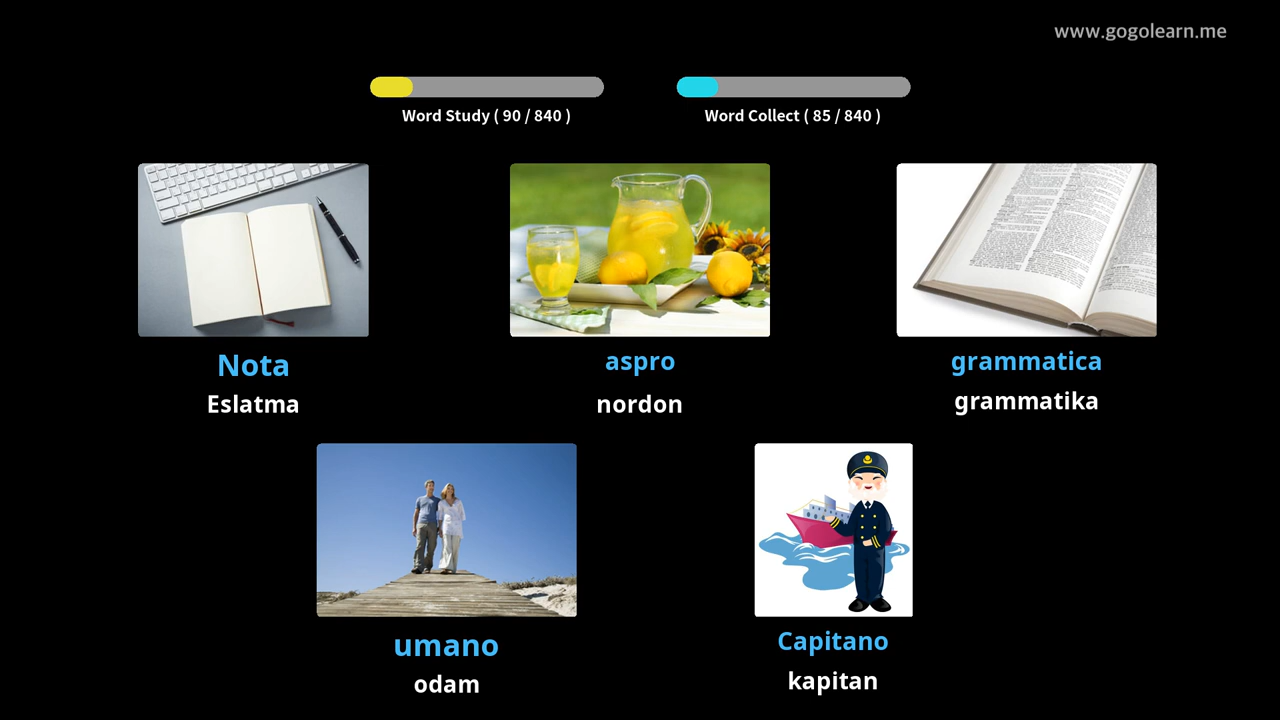 www.gogolearn.me
Word Study ( 90 / 840 )
Word Collect ( 85 / 840 )
Nota
Eslatma
aspro
nordon
grammatica
grammatika
umano
odam
Capitano
kapitan